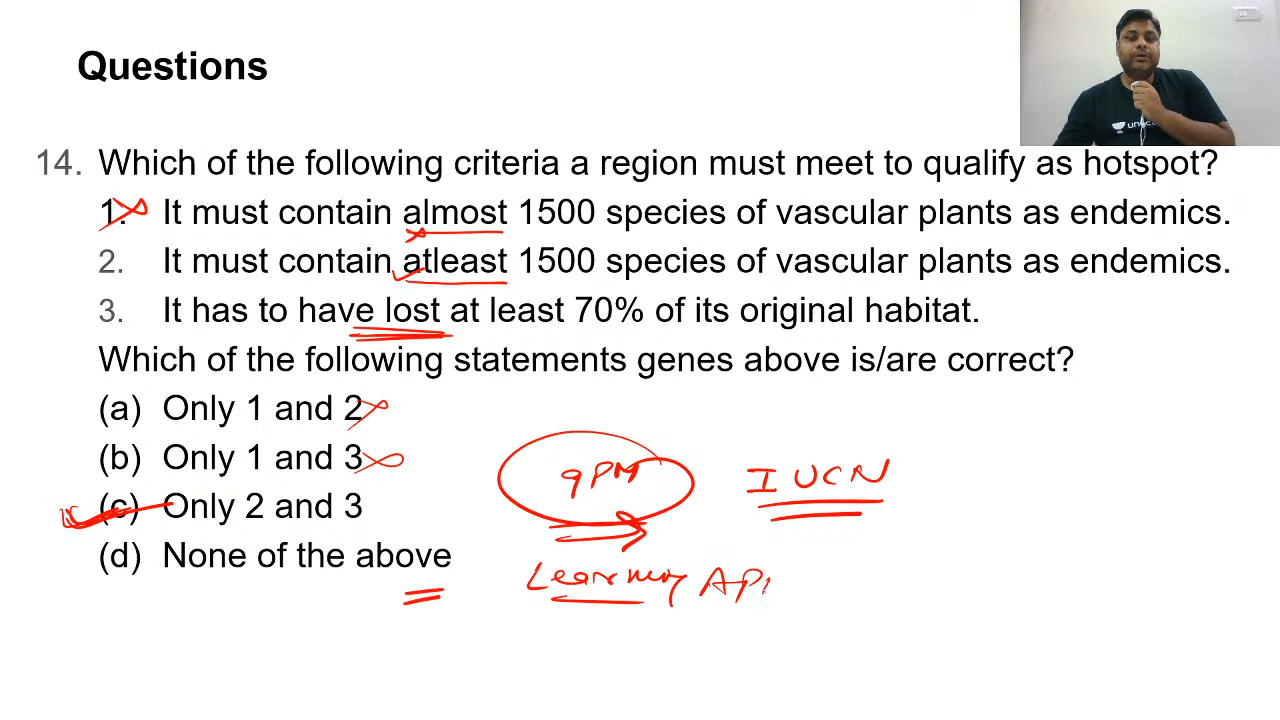 Questions
14. Which of the following criteria a region must meet to qualify as hotspot?
1. It must contain almost 1500 species of vascular plants as endemics.
2. It must contain atleast 1500 species of vascular plants as endemics.
3. It has to have lost at least 70% of its original habitat.
Which of the following statements genes above is/are correct?
(a) Only 1 and 2
(b) Only 1 and 3
(c) Only 2 and 3
(d) None of the above
9PM
IUCN
Learning AP